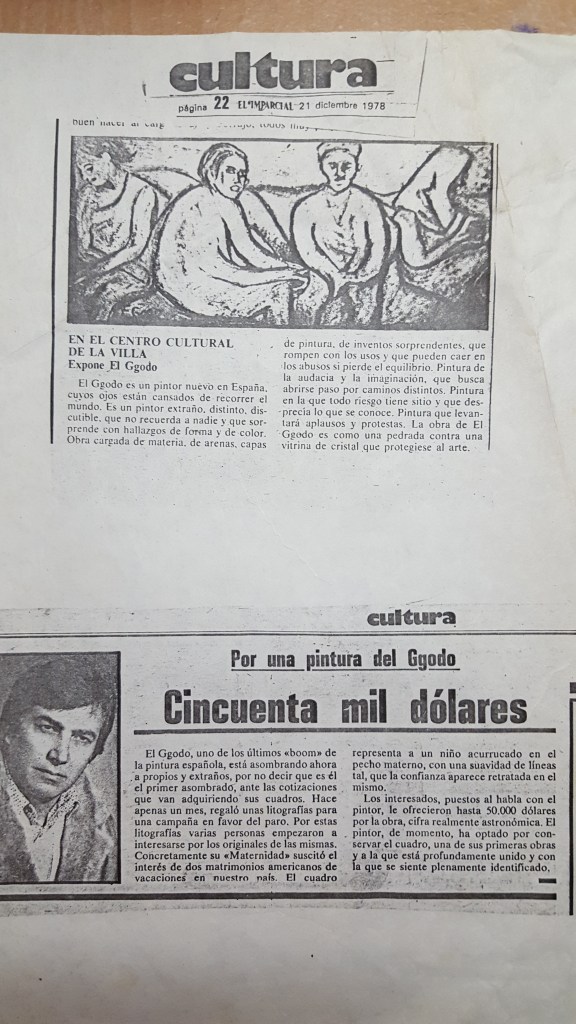 cultura
página 22 EL IMPARCIAL 21 diciembre 1978
buen hacer al
EN EL CENTRO CULTURAL
DE LA VILLA
Expone El Ggodo
El Ggodo es un pintor nuevo en España,
cuyos ojos están cansados de recorrer el
mundo. Es un pintor extraño, distinto, dis-
cutible, que no recuerda a nadie y que sor-
prende con hallazgos de forma y de color.
Obra cargada de materia, de arenas, capas
de pintura, de inventos sorprendentes, que
rompen con los usos y que pueden caer en
los abusos si pierde el equilibrio. Pintura de
la audacia y la imaginación, que busca
abrirse paso por caminos distintos. Pintura
en la que todo riesgo tiene sitio y que des-
precia lo que se conoce. Pintura que levan-
tará aplausos y protestas. La obra de El
Ggodo es como una pedrada contra una
vitrina de cristal que protegiese al arte.
cultura
Por una pintura del Ggodo
Cincuenta mil dólares
El Ggodo, uno de los últimos «boom» de
la pintura española, está asombrando ahora
a propios y extraños, por no decir que es él
el primer asombrado, ante las cotizaciones
que van adquiriendo sus cuadros. Hace
apenas un mes, regaló unas litografías para
una campaña en favor del paro. Por estas
litografías varias personas empezaron a
interesarse por los originales de las mismas.
Concretamente su «Maternidad» suscitó el
interés de dos matrimonios americanos de
vacaciones en nuestro país. El cuadro
representa a un niño acurrucado en el
pecho materno, con una suavidad de líneas
tal, que la confianza aparece retratada en el
mismo.
Los interesados, puestos al habla con el
pintor, le ofrecieron hasta 50.000 dólares
por la obra, cifra realmente astronómica. El
pintor, de momento, ha optado por con-
servar el cuadro, una de sus primeras obras
y a la que está profundamente unido y con
la que se siente plenamente identificado,